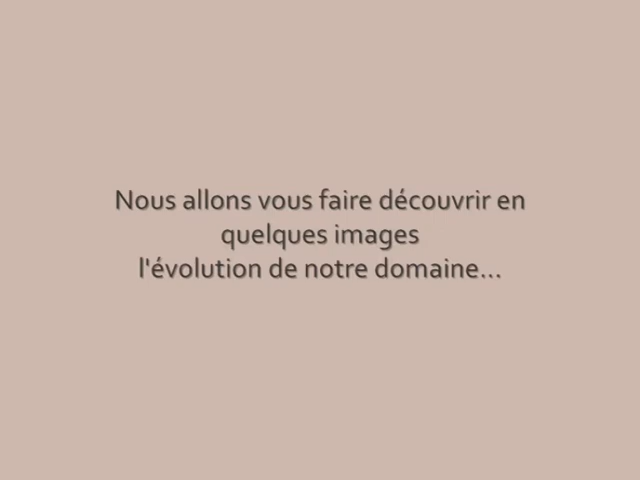 Nous allons vous faire découvrir en
quelques images
l'évolution de notre domaine...